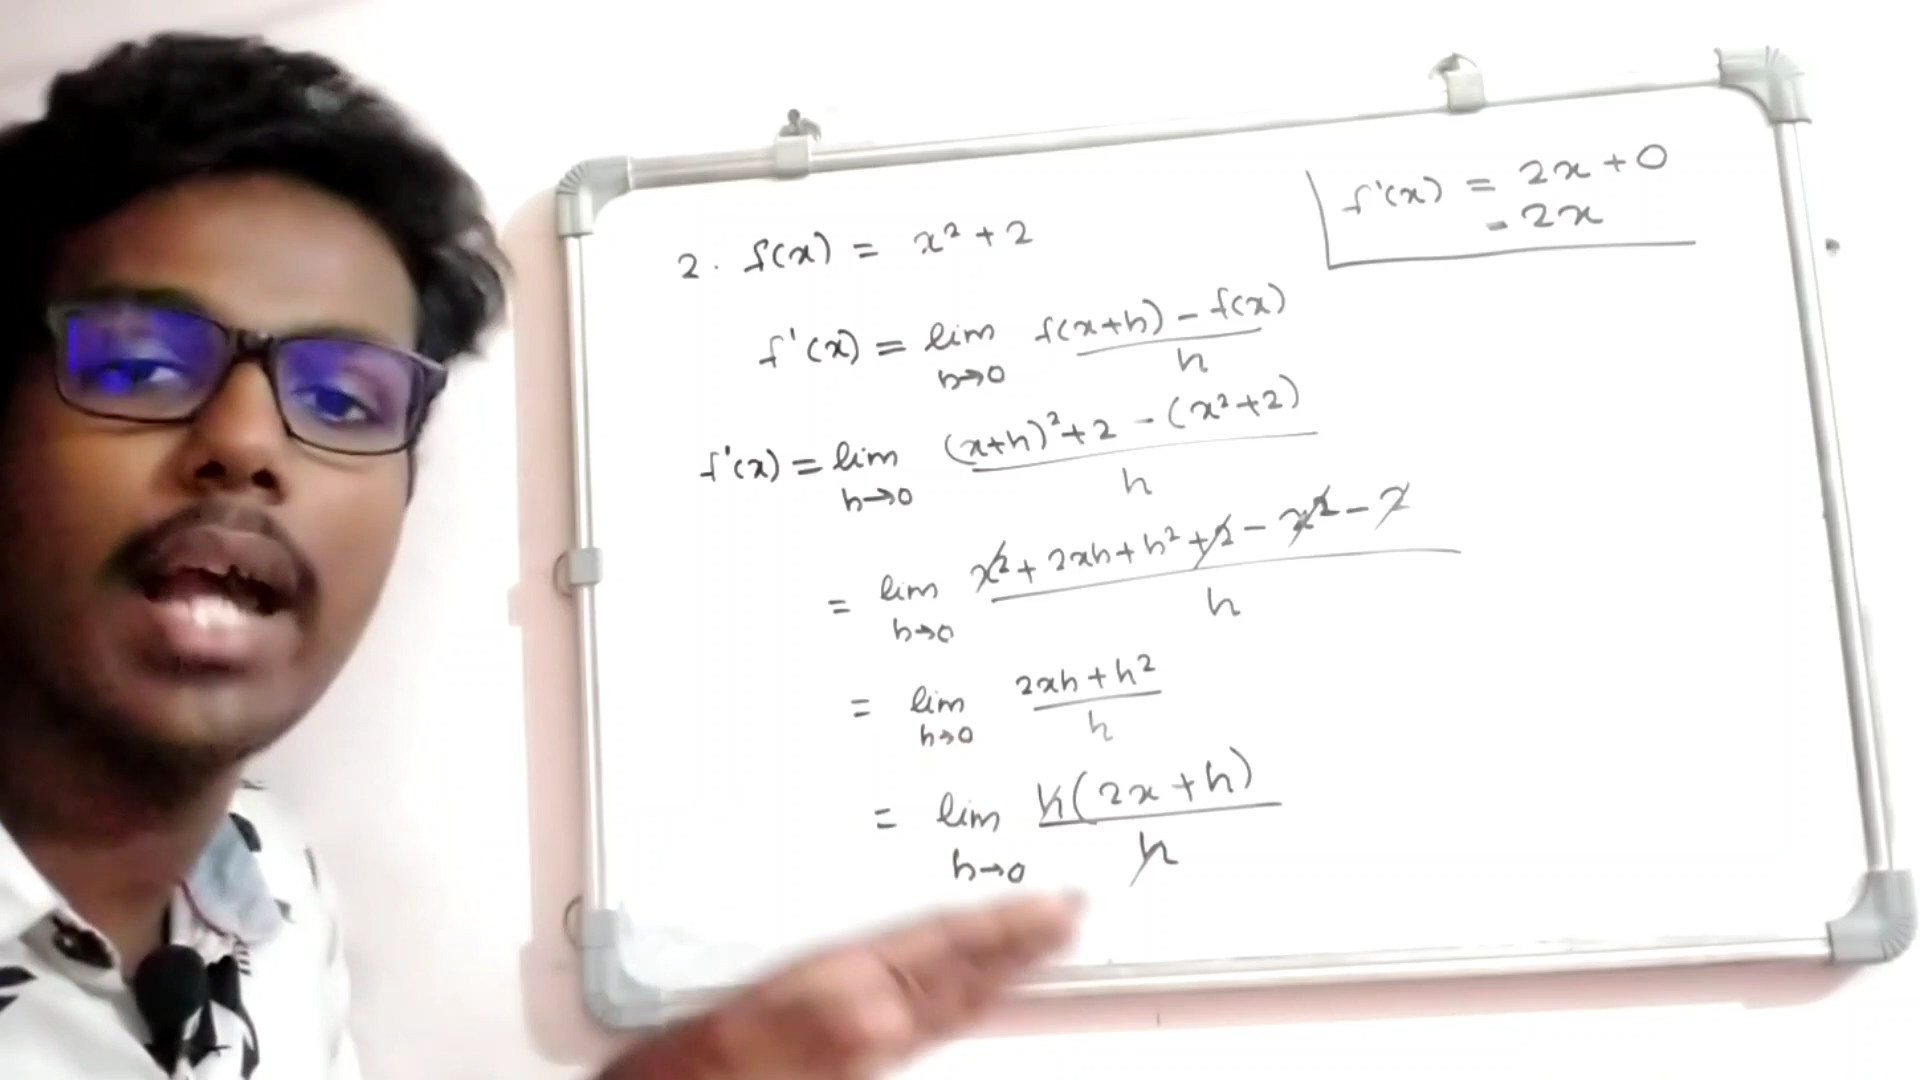 2. f(x) = x² + 2
f'(x) = 2x + 0
= 2x
f'(x) = lim h→0 f(x+h) - f(x) / h
f'(x) = lim h→0 (x+h)² + 2 - (x²+2) / h
= lim h→0 x² + 2xh + h² + 2 - x² - 2 / h
= lim h→0 2xh + h² / h
= lim h→0 h(2x + h) / h